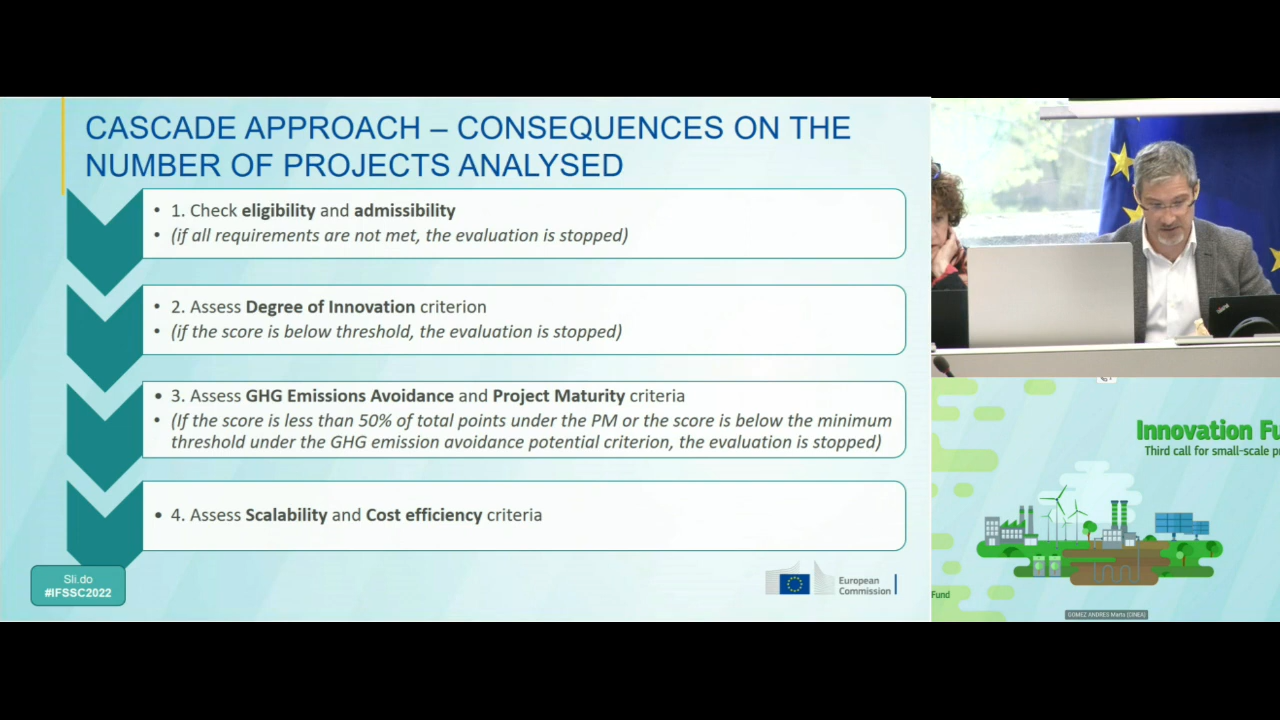 CASCADE APPROACH – CONSEQUENCES ON THE
NUMBER OF PROJECTS ANALYSED
• 1. Check eligibility and admissibility
• (if all requirements are not met, the evaluation is stopped)
• 2. Assess Degree of Innovation criterion
• (if the score is below threshold, the evaluation is stopped)
• 3. Assess GHG Emissions Avoidance and Project Maturity criteria
• (If the score is less than 50% of total points under the PM or the score is below the minimum
threshold under the GHG emission avoidance potential criterion, the evaluation is stopped)
• 4. Assess Scalability and Cost efficiency criteria
Sli.do
#IFSSC2022
European
Commission
Innovation Fu
Third call for small-scale p
Fund
GOMEZ ANDRES Maria (CINEA)